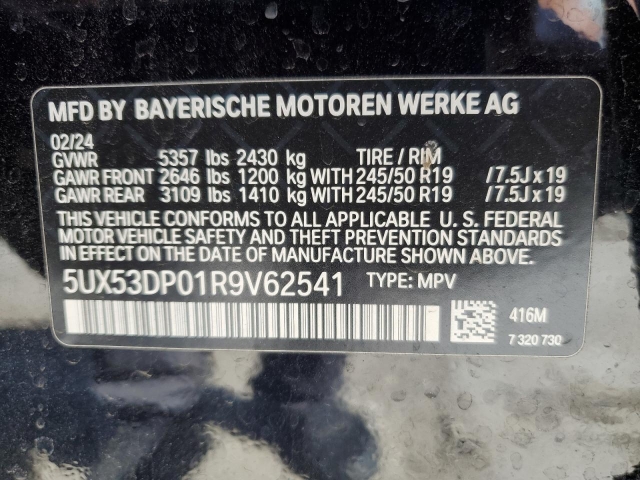 MFD BY BAYERISCHE MOTOREN WERKE AG
02/24
GVWR 5357 lbs 2430 kg TIRE / RIM
GAWR FRONT 2646 lbs 1200 kg WITH 245/50 R19 /7.5J x 19
GAWR REAR 3109 lbs 1410 kg WITH 245/50 R19 /7.5J x 19
THIS VEHICLE CONFORMS TO ALL APPLICABLE U. S. FEDERAL
MOTOR VEHICLE SAFETY AND THEFT PREVENTION STANDARDS
IN EFFECT ON THE DATE OF MANUFACTURE SHOWN ABOVE.
5UX53DP01R9V62541 TYPE: MPV
416M
7 320 730